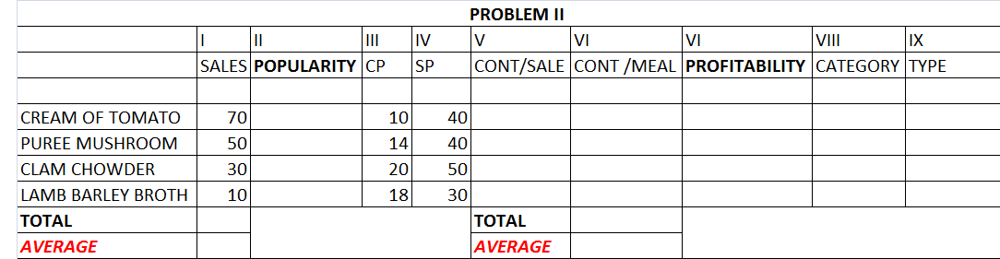 PROBLEM II
I II III IV V VI VI VIII IX
SALES POPULARITY CP SP CONT/SALE CONT /MEAL PROFITABILITY CATEGORY TYPE
CREAM OF TOMATO 70 10 40
PUREE MUSHROOM 50 14 40
CLAM CHOWDER 30 20 50
LAMB BARLEY BROTH 10 18 30
TOTAL TOTAL
AVERAGE AVERAGE